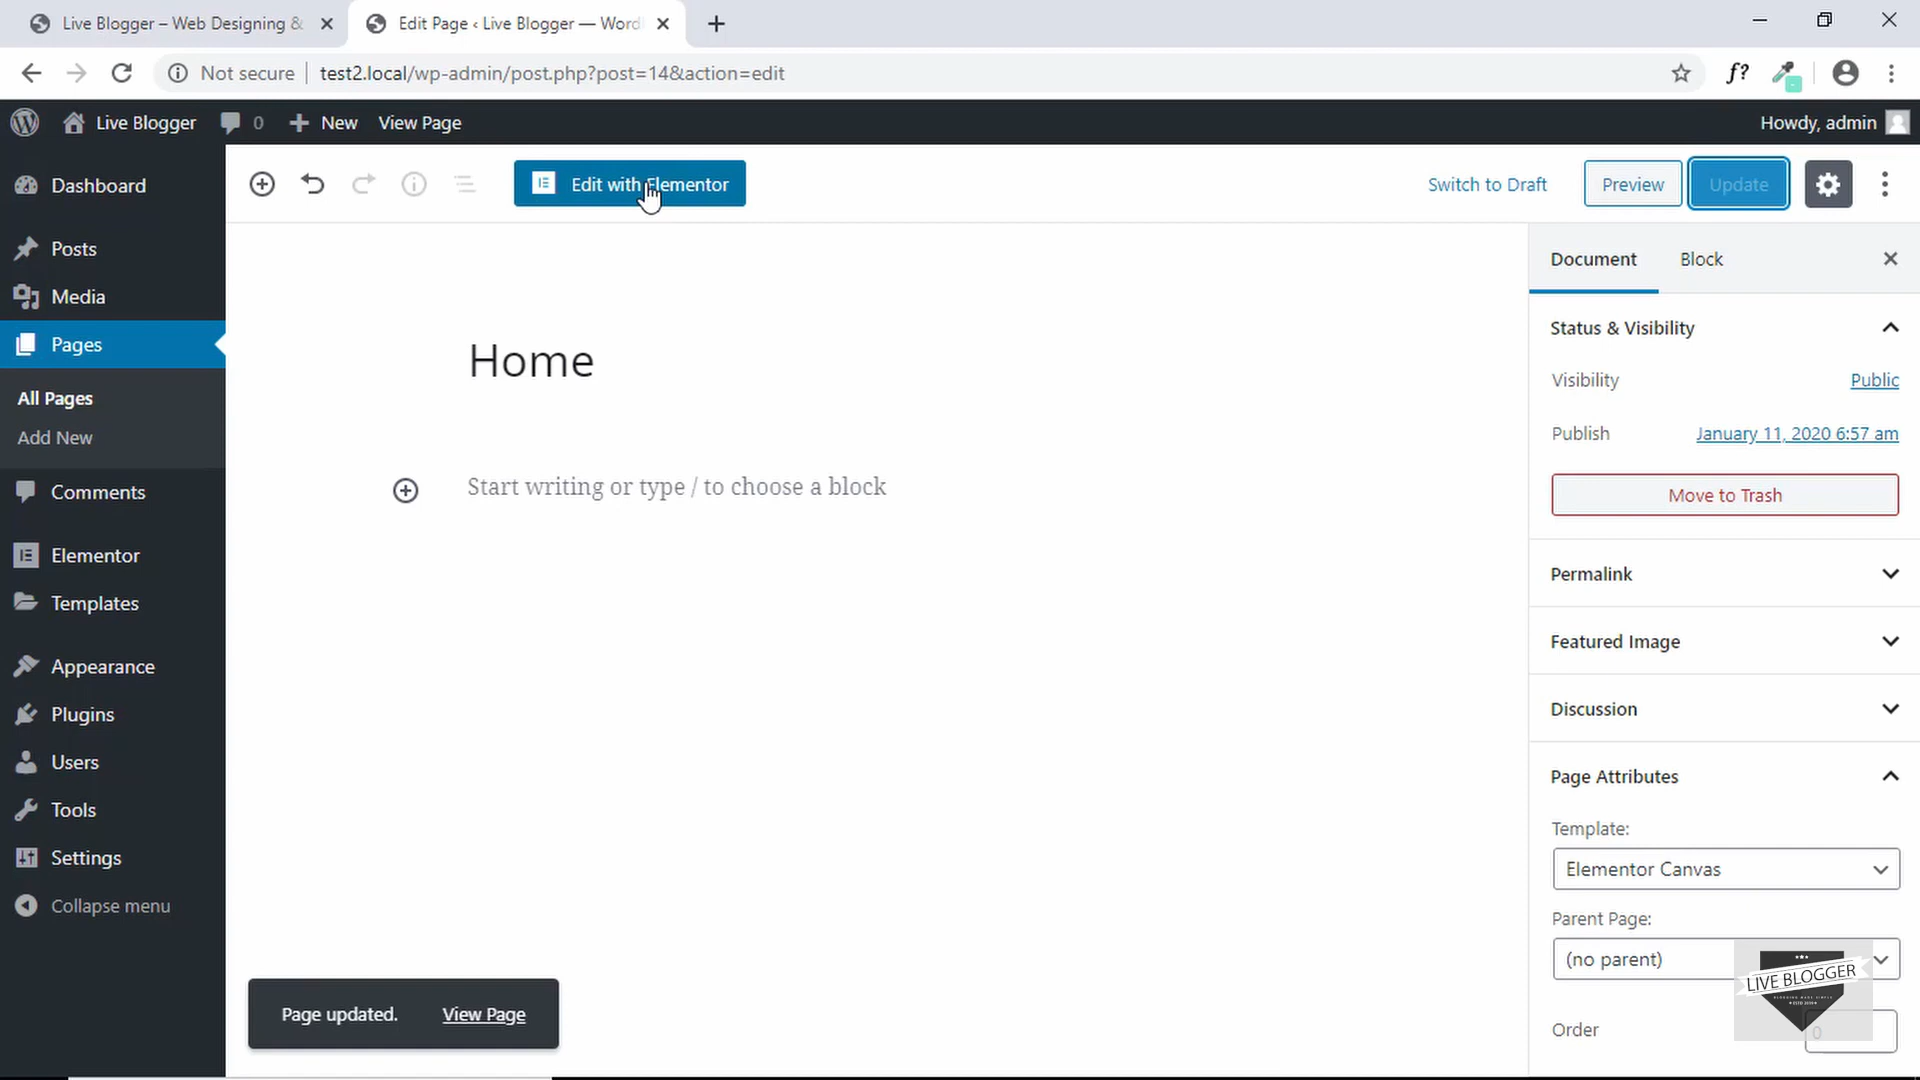 Live Blogger – Web Designing &
Edit Page ‹ Live Blogger — Word
Not secure
test2.local/wp-admin/post.php?post=14&action=edit
f?
Live Blogger
0
New
View Page
Howdy, admin
Dashboard
Posts
Media
Pages
All Pages
Add New
Comments
Elementor
Templates
Appearance
Plugins
Users
Tools
Settings
Collapse menu
Edit with Elementor
Switch to Draft
Preview
Update
Home
Start writing or type / to choose a block
Page updated.
View Page
Document
Block
Status & Visibility
Visibility
Public
Publish
January 11, 2020 6:57 am
Move to Trash
Permalink
Featured Image
Discussion
Page Attributes
Template:
Elementor Canvas
Parent Page:
(no parent)
Order
0
LIVE BLOGGER